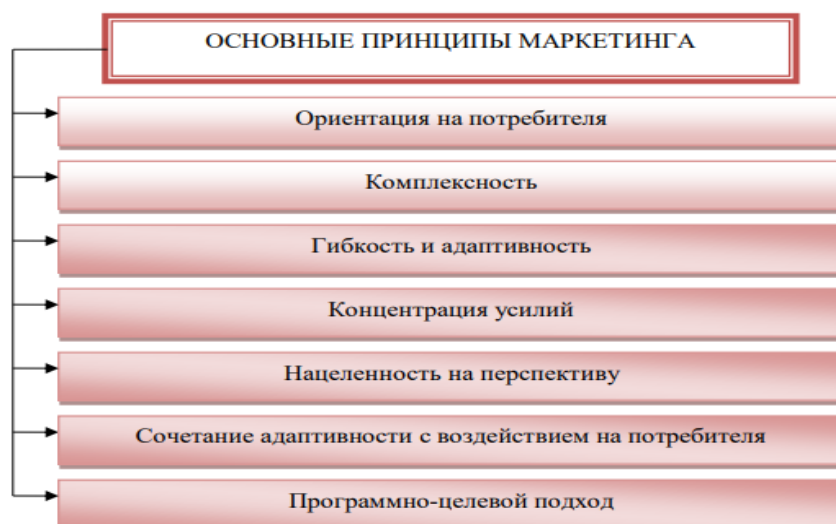 ОСНОВНЫЕ ПРИНЦИПЫ МАРКЕТИНГА
Ориентация на потребителя
Комплексность
Гибкость и адаптивность
Концентрация усилий
Нацеленность на перспективу
Сочетание адаптивности с воздействием на потребителя
Программно-целевой подход